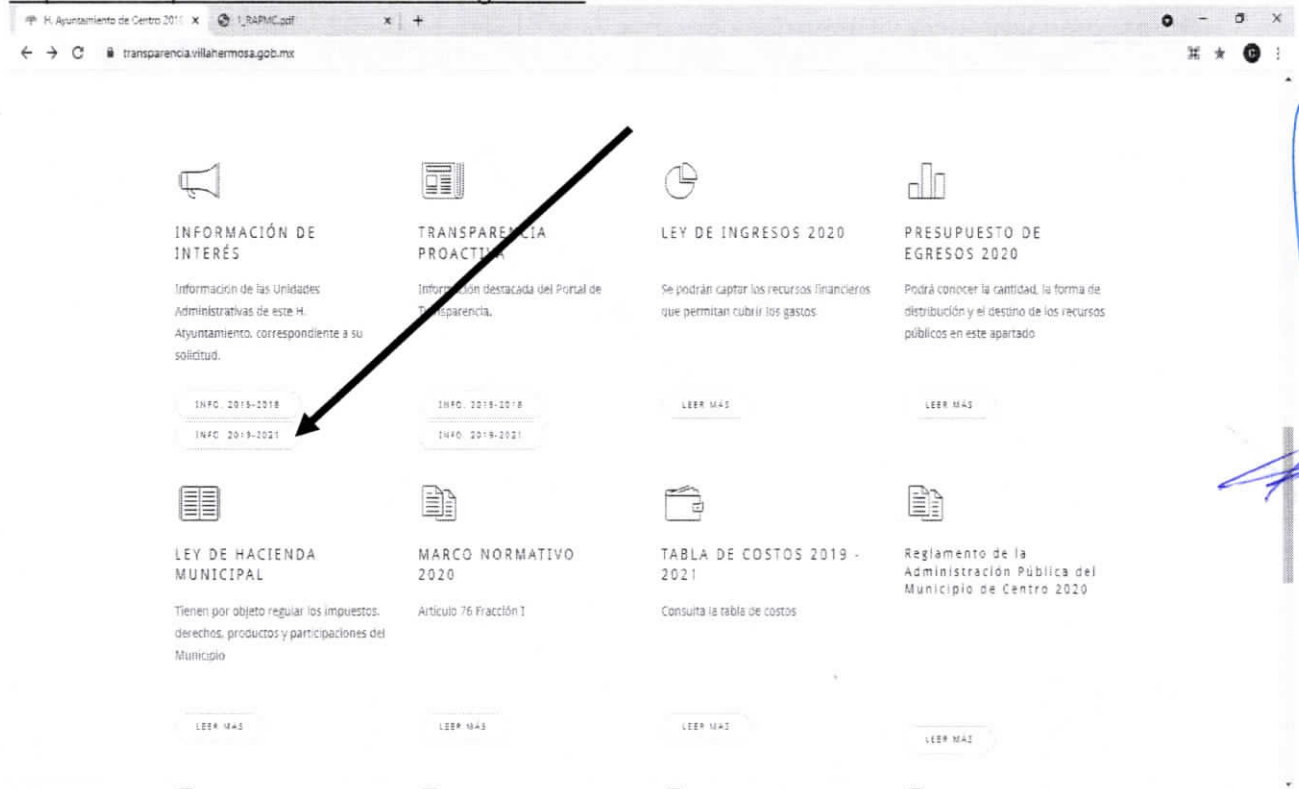 H. Ayuntamiento de Centro 201
1_RAPMC.pdf
transparencia.villahermosa.gob.mx
INFORMACIÓN DE
INTERÉS
Información de las Unidades
Administrativas de este H.
Atyuntamiento, correspondiente a su
solicitud.
INFO. 2015-2018
INFO. 2019-2021
TRANSPARENCIA
PROACTIVA
Información destacada del Portal de
Transparencia.
INFO. 2015-2018
INFO. 2019-2021
LEY DE INGRESOS 2020
Se podrán captar los recursos financieros
que permitan cubrir los gastos
LEER MÁS
PRESUPUESTO DE
EGRESOS 2020
Podrá conocer la cantidad, la forma de
distribución y el destino de los recursos
públicos en este apartado
LEER MÁS
LEY DE HACIENDA
MUNICIPAL
Tienen por objeto regular los impuestos,
derechos, productos y participaciones del
Municipio
LEER MÁS
MARCO NORMATIVO
2020
Artículo 76 Fracción I
LEER MÁS
TABLA DE COSTOS 2019 -
2021
Consulta la tabla de costos
LEER MÁS
Reglamento de la
Administración Pública del
Municipio de Centro 2020
LEER MÁS